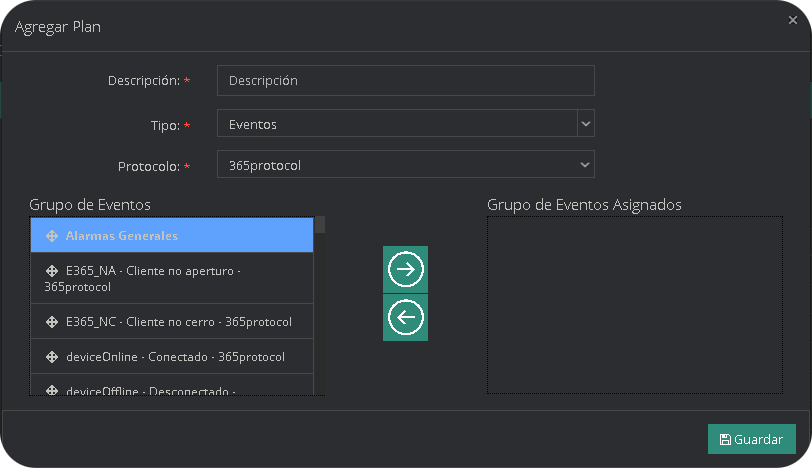 Agregar Plan
Descripción: *
Descripción
Tipo: *
Eventos
Protocolo: *
365protocol
Grupo de Eventos
Grupo de Eventos Asignados
Alarmas Generales
E365_NA - Cliente no aperturo -
365protocol
E365_NC - Cliente no cerro - 365protocol
deviceOnline - Conectado - 365protocol
deviceOffline - Desconectado -
Guardar